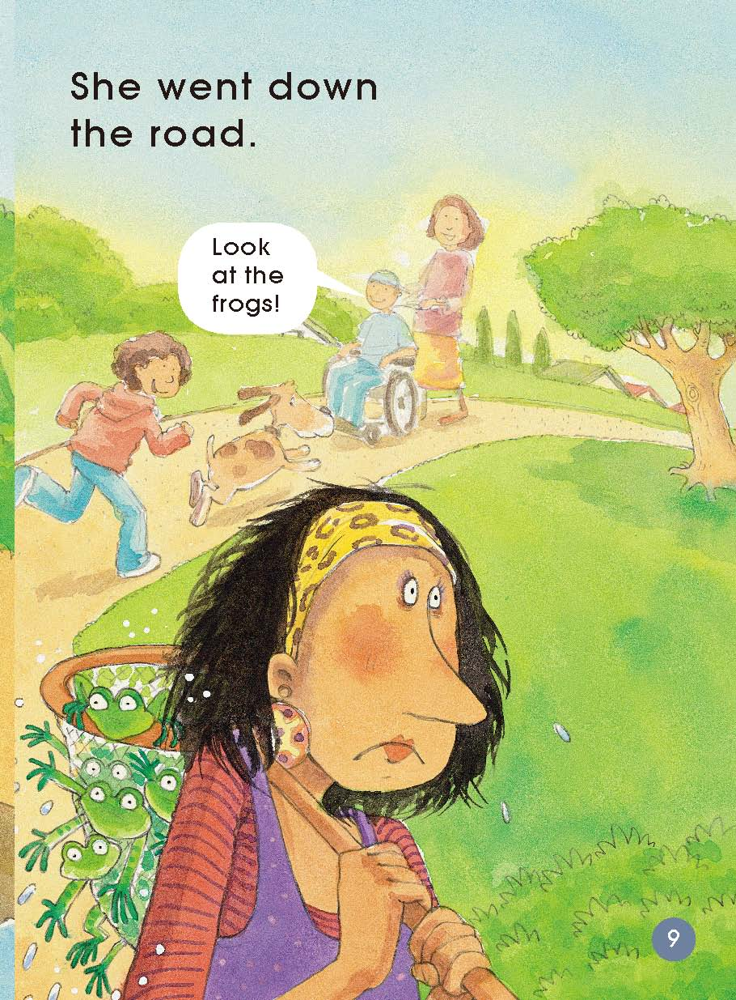 She went down
the road.
Look
at the
frogs!
9